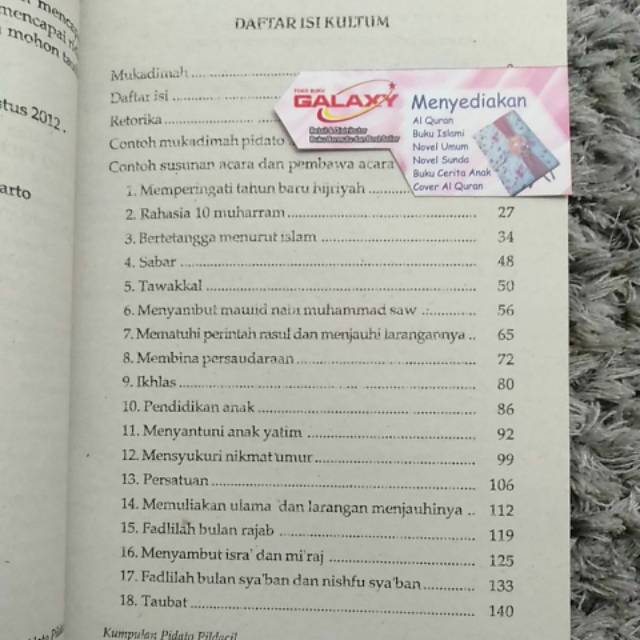 DAFTAR ISI KULTUM
Mukadimah
Daftar isi
Retorika
Contoh mukadimah pidato
Contoh susunan acara dan pembawa acara
1. Memperingati tahun baru hijriyah
2. Rahasia 10 muharram 27
3. Bertetangga menurut islam 34
4. Sabar 48
5. Tawakkal 50
6. Menyambut maulid nabi muhammad saw 56
7. Mematuhi perintah rasul dan menjauhi larangannya .. 65
8. Membina persaudaraan 72
9. Ikhlas 80
10. Pendidikan anak 86
11. Menyantuni anak yatim 92
12. Mensyukuri nikmat umur 99
13. Persatuan 106
14. Memuliakan ulama dan larangan menjauhinya .. 112
15. Fadlilah bulan rajab 119
16. Menyambut isra' dan mi'raj 125
17. Fadlilah bulan sya'ban dan nishfu sya'ban 133
18. Taubat 140
Kumpulan Pidato Pildacil
TOKO BUKU
GALAXY
Retail & Distributor
Menyediakan
Al Quran
Buku Islami
Novel Umum
Novel Sunda
Buku Cerita Anak
Cover Al Quran
mencapai
mohon
2012.
arto